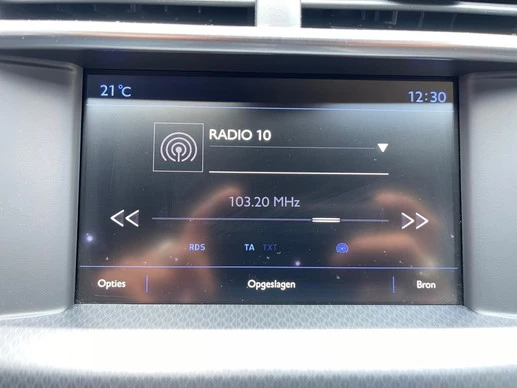 21 °C 12:30
RADIO 10
103.20 MHz
RDS TA TXT
Opties Opgeslagen Bron